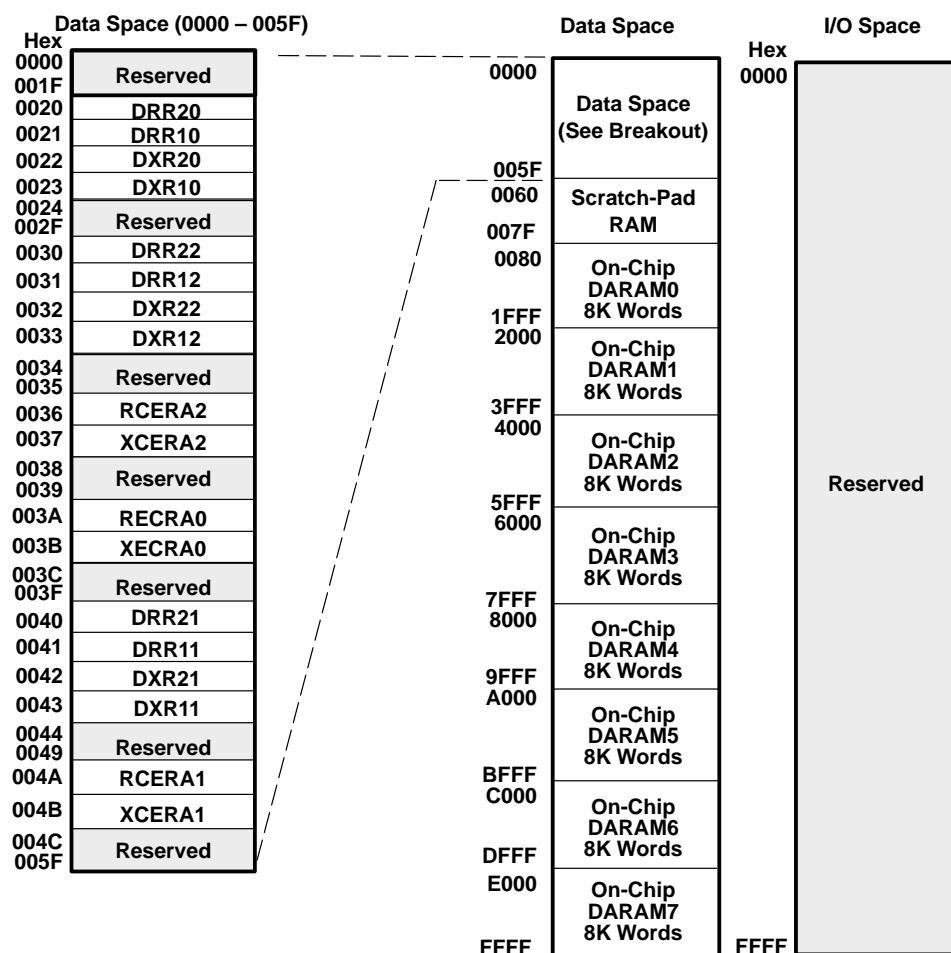 Data Space (0000 – 005F)
Hex
0000
001F
Reserved
0020
DRR20
0021
DRR10
0022
DXR20
0023
DXR10
0024
002F
Reserved
0030
DRR22
0031
DRR12
0032
DXR22
0033
DXR12
0034
0035
Reserved
0036
RCERA2
0037
XCERA2
0038
0039
Reserved
003A
RECRA0
003B
XECRA0
003C
003F
Reserved
0040
DRR21
0041
DRR11
0042
DXR21
0043
DXR11
0044
0049
Reserved
004A
RCERA1
004B
XCERA1
004C
005F
Reserved
Data Space
0000
Data Space
(See Breakout)
005F
0060
Scratch-Pad
RAM
007F
0080
On-Chip
DARAM0
8K Words
1FFF
2000
On-Chip
DARAM1
8K Words
3FFF
4000
On-Chip
DARAM2
8K Words
5FFF
6000
On-Chip
DARAM3
8K Words
7FFF
8000
On-Chip
DARAM4
8K Words
9FFF
A000
On-Chip
DARAM5
8K Words
BFFF
C000
On-Chip
DARAM6
8K Words
DFFF
E000
On-Chip
DARAM7
8K Words
FFFF
I/O Space
Hex
0000
Reserved
FFFF